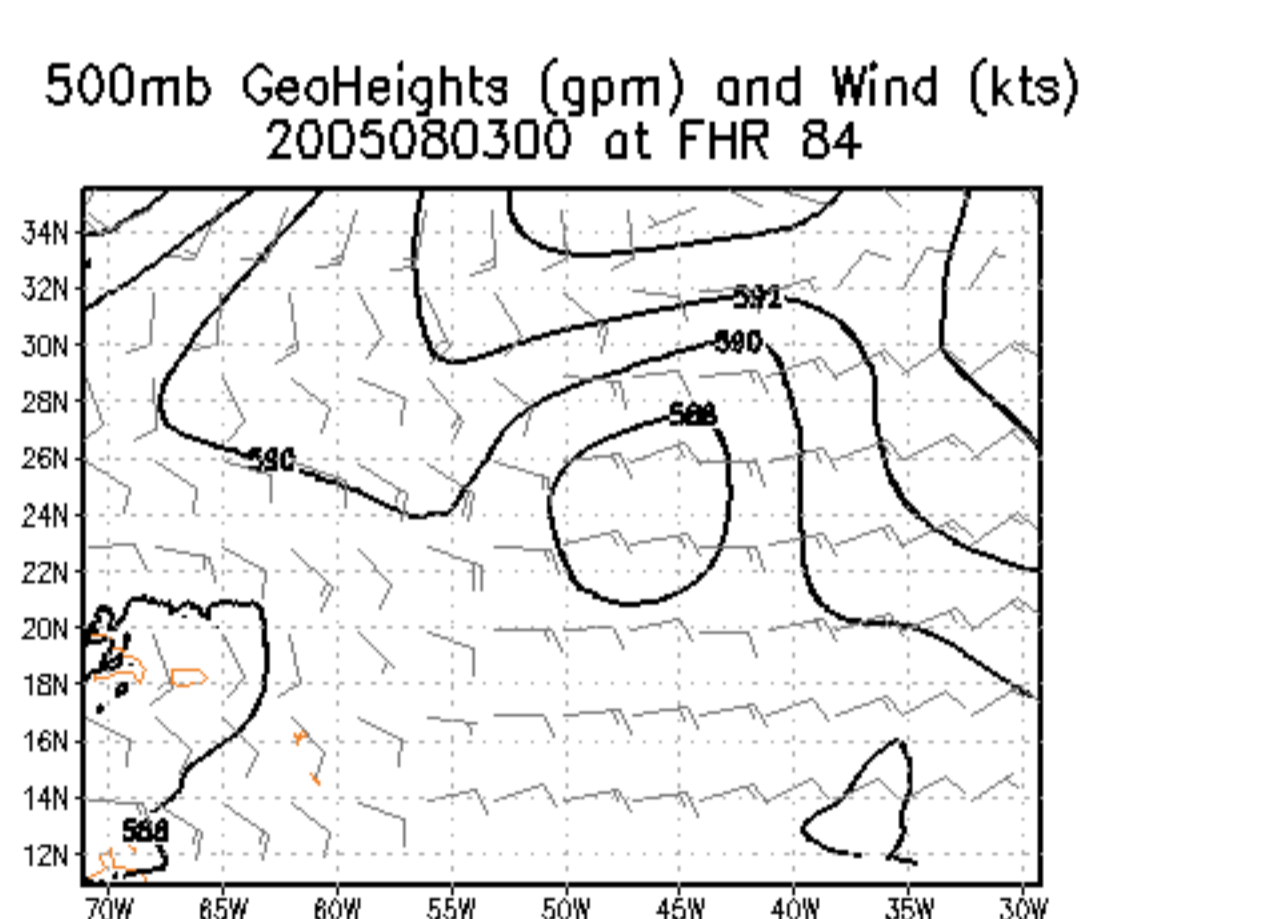 500mb GeoHeights (gpm) and Wind (kts)
2005080300 at FHR 84
34N
32N
592
30N
590
28N
588
26N
590
24N
22N
20N
18N
16N
14N
588
12N
70W 65W 60W 55W 50W 45W 40W 35W 30W